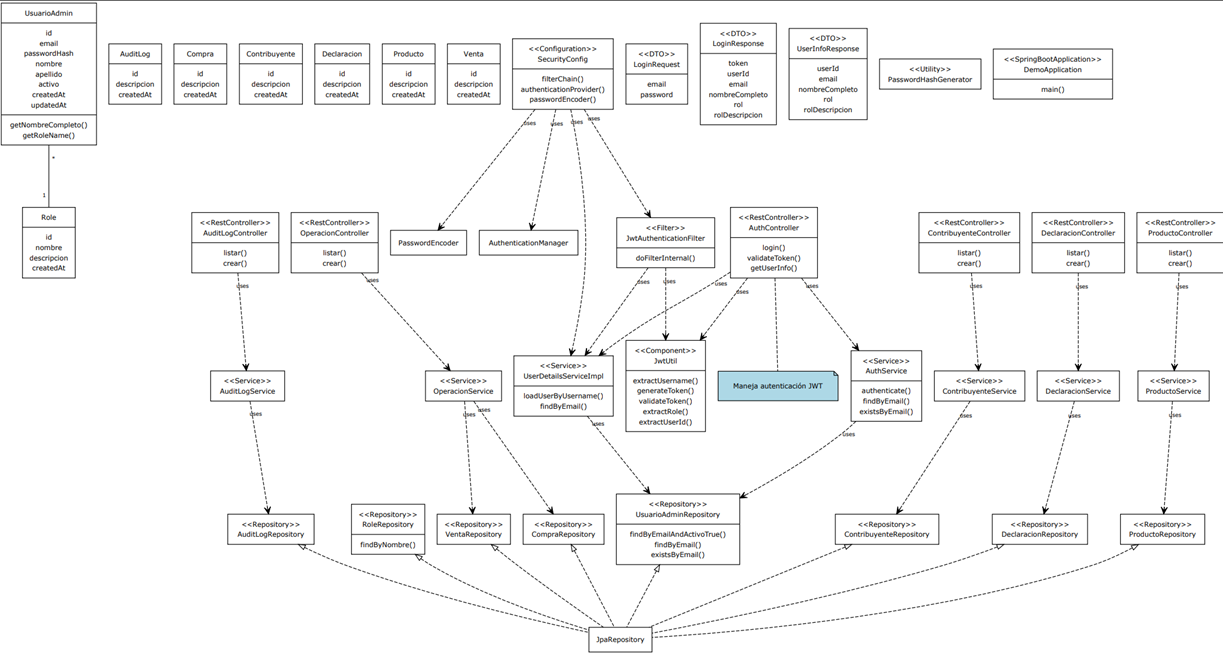 UsuarioAdmin
id
email
passwordHash
nombre
apellido
activo
createdAt
updatedAt
getNombreCompleto()
getRoleName()
AuditLog
id
descripcion
createdAt
Compra
id
descripcion
createdAt
Contribuyente
id
descripcion
createdAt
Declaracion
id
descripcion
createdAt
Producto
id
descripcion
createdAt
Venta
id
descripcion
createdAt
<<Configuration>>
SecurityConfig
filterChain()
authenticationProvider()
passwordEncoder()
<<DTO>>
LoginRequest
email
password
<<DTO>>
LoginResponse
token
userId
email
nombreCompleto
rol
rolDescripcion
<<DTO>>
UserInfoResponse
userId
email
nombreCompleto
rol
rolDescripcion
<<Utility>>
PasswordHashGenerator
<<SpringBootApplication>>
DemoApplication
main()
uses
uses
uses
uses
*
1
Role
id
nombre
descripcion
createdAt
<<RestController>>
AuditLogController
listar()
crear()
<<RestController>>
OperacionController
listar()
crear()
PasswordEncoder
AuthenticationManager
<<Filter>>
JwtAuthenticationFilter
doFilterInternal()
<<RestController>>
AuthController
login()
validateToken()
getUserInfo()
<<RestController>>
ContribuyenteController
listar()
crear()
<<RestController>>
DeclaracionController
listar()
crear()
<<RestController>>
ProductoController
listar()
crear()
uses
uses
uses
uses
uses
uses
uses
uses
uses
uses
<<Service>>
AuditLogService
<<Service>>
OperacionService
<<Service>>
UserDetailsServiceImpl
loadUserByUsername()
findByEmail()
<<Component>>
JwtUtil
extractUsername()
generateToken()
validateToken()
extractRole()
extractUserId()
Maneja autenticación JWT
<<Service>>
AuthService
authenticate()
findByEmail()
existsByEmail()
<<Service>>
ContribuyenteService
<<Service>>
DeclaracionService
<<Service>>
ProductoService
uses
uses
uses
uses
uses
uses
uses
uses
<<Repository>>
AuditLogRepository
<<Repository>>
RoleRepository
findByNombre()
<<Repository>>
VentaRepository
<<Repository>>
CompraRepository
<<Repository>>
UsuarioAdminRepository
findByEmailAndActivoTrue()
findByEmail()
existsByEmail()
<<Repository>>
ContribuyenteRepository
<<Repository>>
DeclaracionRepository
<<Repository>>
ProductoRepository
JpaRepository